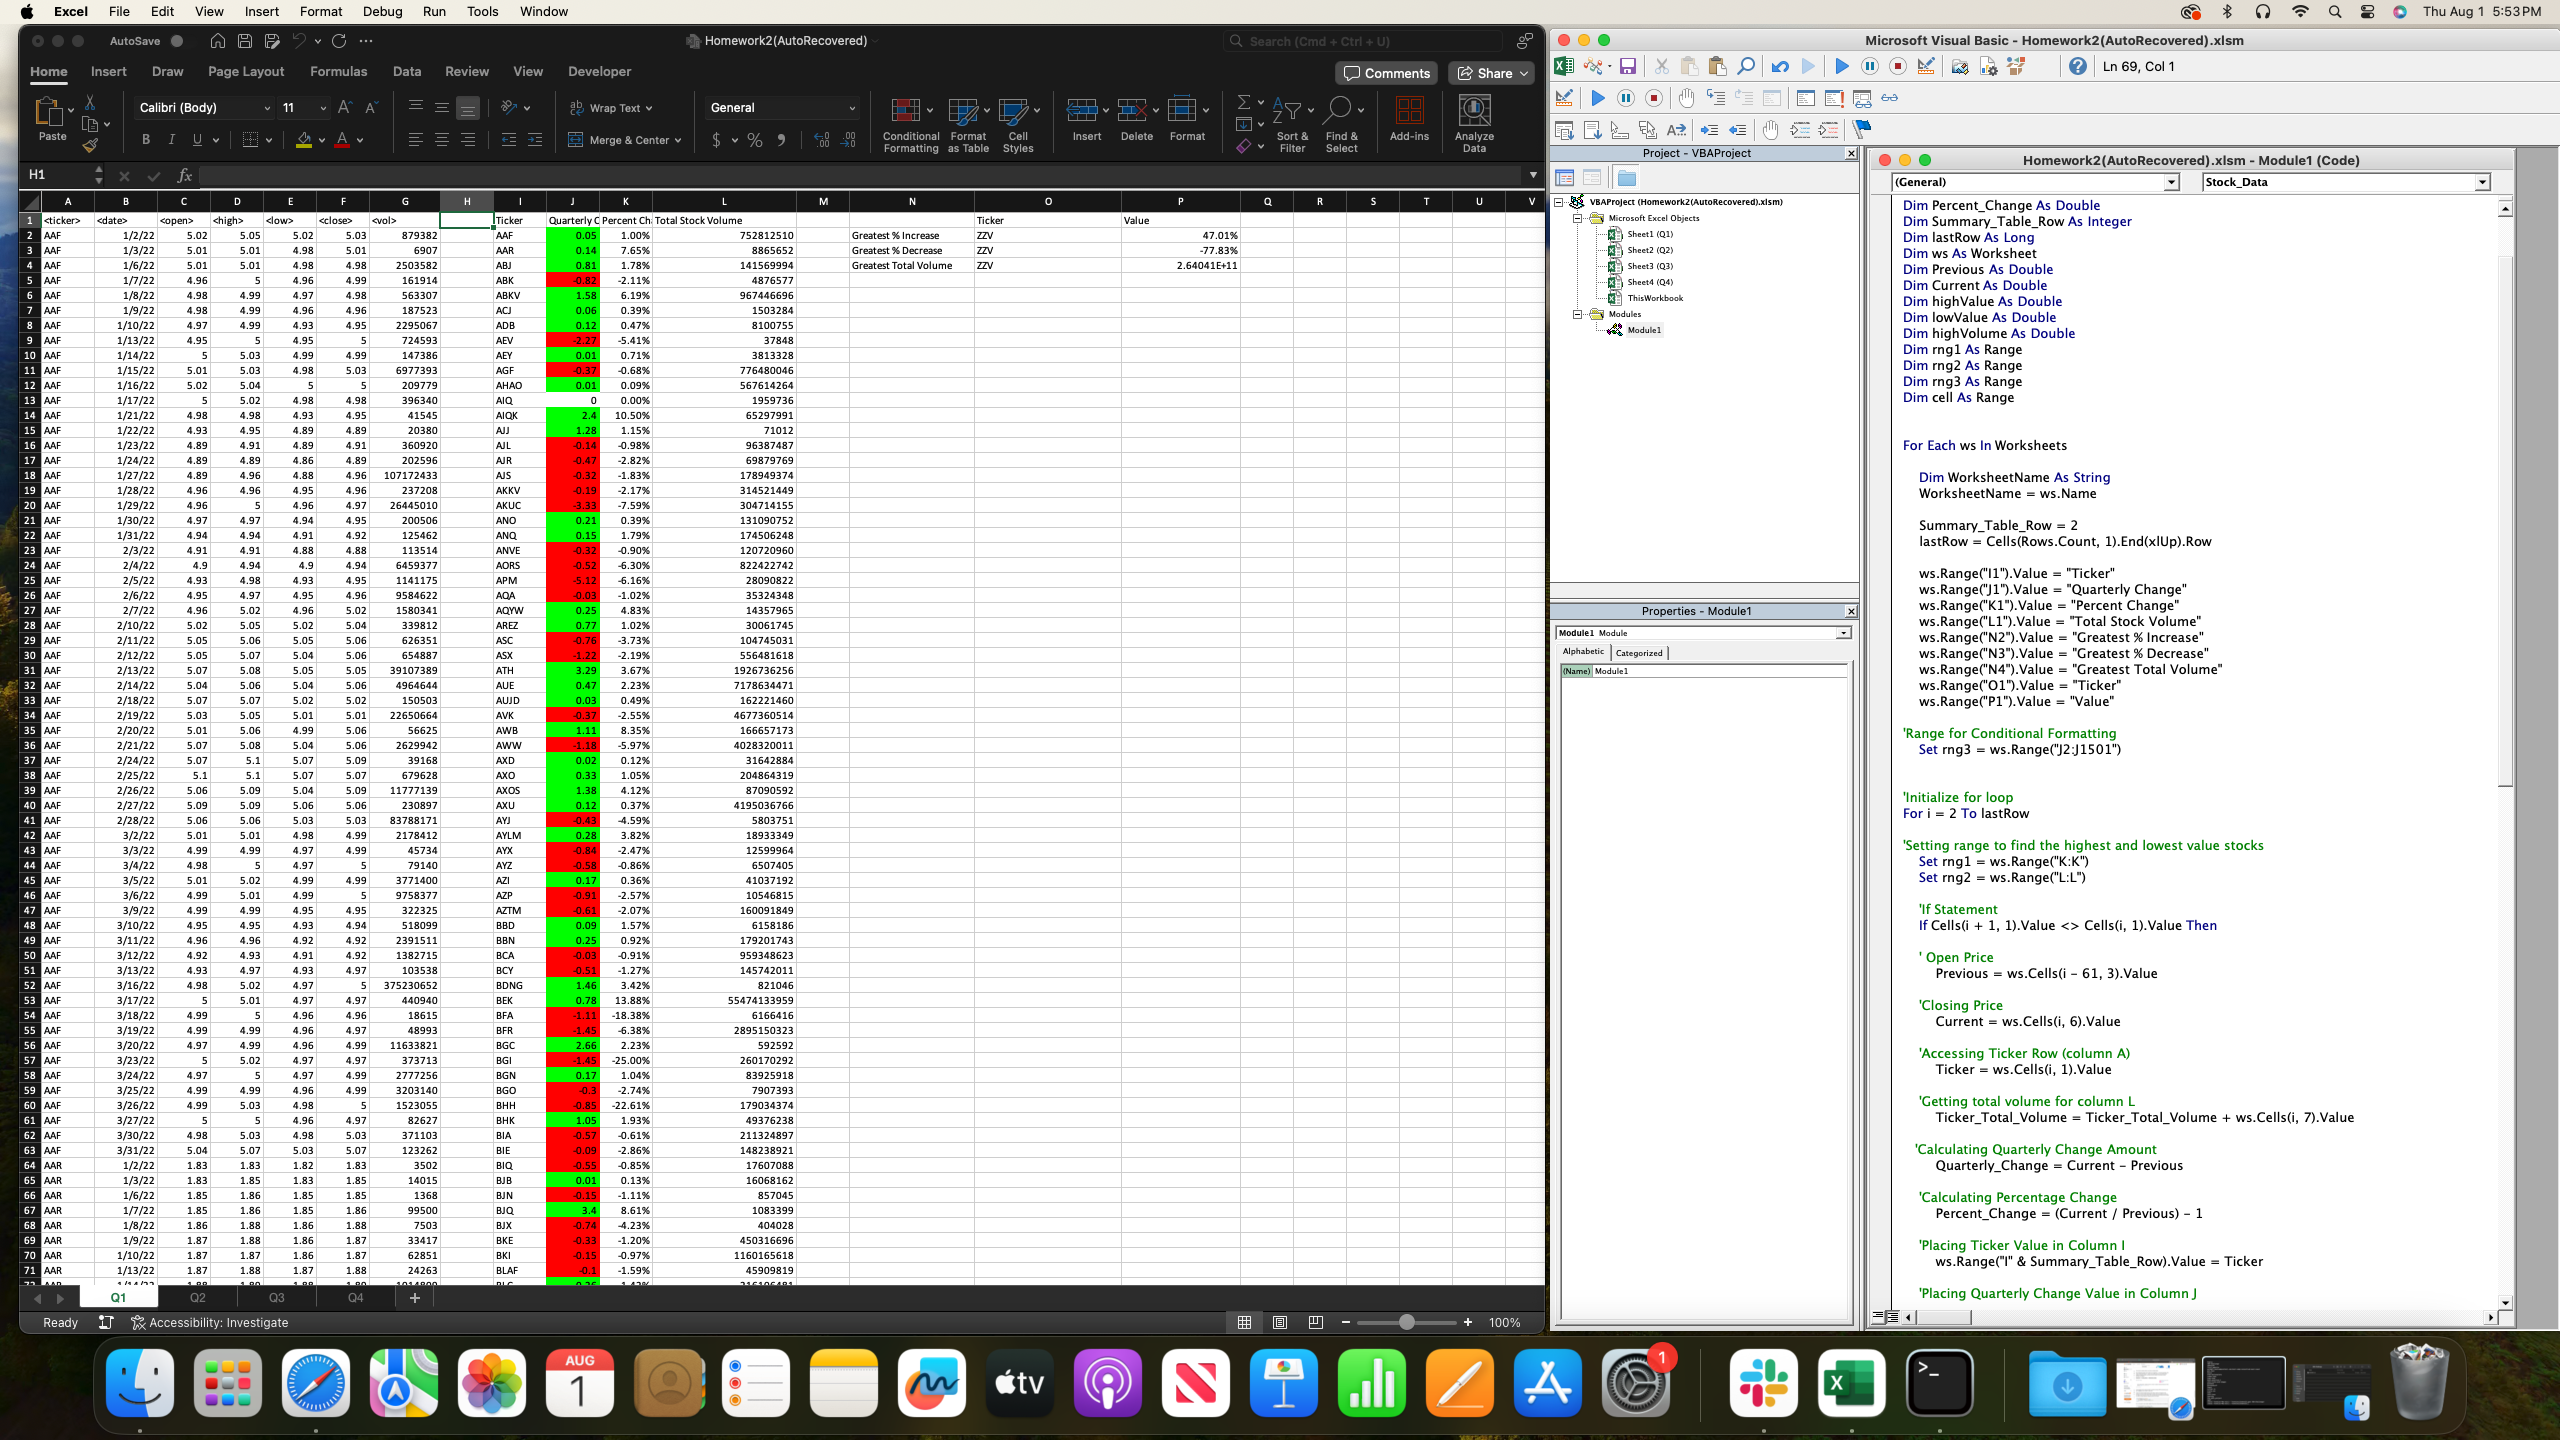 Excel File Edit View Insert Format Debug Run Tools Window Thu Aug 1 5:53 PM
AutoSave Homework2(AutoRecovered) Search (Cmd + Ctrl + U)
Home Insert Draw Page Layout Formulas Data Review View Developer Comments Share
Paste Calibri (Body) 11 Wrap Text Merge & Center General Conditional Formatting Format as Table Cell Styles Insert Delete Format Sort & Filter Find & Select Add-ins Analyze Data
H1 fx
A B C D E F G H I J K L M N O P Q R S T U V
1 <ticker> <date> <open> <high> <low> <close> <vol> Ticker Quarterly C Percent Ch Total Stock Volume Ticker Value
2 AAF 1/2/22 5.02 5.05 5.02 5.03 879382 AAF 0.05 1.00% 752812510 Greatest % Increase ZZV 47.01%
3 AAF 1/3/22 5.01 5.01 4.98 5.01 6907 AAR 0.14 7.65% 8865652 Greatest % Decrease ZZV -77.83%
4 AAF 1/6/22 5.01 5.01 4.98 4.98 2503582 ABJ 0.81 1.78% 141569994 Greatest Total Volume ZZV 2.64041E+11
5 AAF 1/7/22 4.96 5 4.96 4.99 161914 ABK -0.82 -2.11% 4876577
6 AAF 1/8/22 4.98 4.99 4.97 4.98 563307 ABKV 1.58 6.19% 967446696
7 AAF 1/9/22 4.98 4.99 4.96 4.96 187523 ACJ 0.06 0.39% 1503284
8 AAF 1/10/22 4.97 4.99 4.93 4.95 2295067 ADB 0.12 0.47% 8100755
9 AAF 1/13/22 4.95 5 4.95 5 724593 AEV -2.27 -5.41% 37848
10 AAF 1/14/22 5 5.03 4.99 4.99 147386 AEY 0.01 0.71% 3813328
11 AAF 1/15/22 5.01 5.03 4.98 5.03 6977393 AGF -0.37 -0.68% 776480046
12 AAF 1/16/22 5.02 5.04 5 5 209779 AHAO 0.01 0.09% 567614264
13 AAF 1/17/22 5 5.02 4.98 4.98 396340 AIQ 0 0.00% 1959736
14 AAF 1/21/22 4.98 4.98 4.93 4.95 41545 AIQK 2.4 10.50% 65297991
15 AAF 1/22/22 4.93 4.95 4.89 4.89 20380 AJJ 1.28 1.15% 71012
16 AAF 1/23/22 4.89 4.91 4.89 4.91 360920 AJL -0.14 -0.98% 96387487
17 AAF 1/24/22 4.89 4.89 4.86 4.89 202596 AJR -0.47 -2.82% 69879769
18 AAF 1/27/22 4.89 4.96 4.88 4.96 107172433 AJS -0.32 -1.83% 178949374
19 AAF 1/28/22 4.96 4.96 4.95 4.96 237208 AKKV -0.19 -2.17% 314521449
20 AAF 1/29/22 4.96 5 4.96 4.97 26445010 AKUC -3.33 -7.59% 304714155
21 AAF 1/30/22 4.97 4.97 4.94 4.95 200506 ANO 0.21 0.39% 131090752
22 AAF 1/31/22 4.94 4.94 4.91 4.92 125462 ANQ 0.15 1.79% 174506248
23 AAF 2/3/22 4.91 4.91 4.88 4.88 113514 ANVE -0.32 -0.90% 120720960
24 AAF 2/4/22 4.9 4.94 4.9 4.94 6459377 AORS -0.52 -6.30% 822422742
25 AAF 2/5/22 4.93 4.98 4.93 4.95 1141175 APM -5.12 -6.16% 28090822
26 AAF 2/6/22 4.95 4.97 4.95 4.96 9584622 AQA -0.03 -1.02% 35324348
27 AAF 2/7/22 4.96 5.02 4.96 5.02 1580341 AQYW 0.25 4.83% 14357965
28 AAF 2/10/22 5.02 5.05 5.02 5.04 339812 AREZ 0.77 1.02% 30061745
29 AAF 2/11/22 5.05 5.06 5.05 5.06 626351 ASC -0.76 -3.73% 104745031
30 AAF 2/12/22 5.05 5.07 5.04 5.06 654887 ASX -1.22 -2.19% 556481618
31 AAF 2/13/22 5.07 5.08 5.05 5.05 39107389 ATH 3.29 3.67% 1926736256
32 AAF 2/14/22 5.04 5.06 5.04 5.06 4964644 AUE 0.47 2.23% 7178634471
33 AAF 2/18/22 5.07 5.07 5.02 5.02 150503 AUJD 0.03 0.49% 162221460
34 AAF 2/19/22 5.03 5.05 5.01 5.01 22650664 AVK -0.37 -2.55% 4677360514
35 AAF 2/20/22 5.01 5.06 4.99 5.06 56625 AWB 1.11 8.35% 166657173
36 AAF 2/21/22 5.07 5.08 5.04 5.06 2629942 AWW -1.18 -5.97% 4028320011
37 AAF 2/24/22 5.07 5.1 5.07 5.09 39168 AXD 0.02 0.12% 31642884
38 AAF 2/25/22 5.1 5.1 5.07 5.07 679628 AXO 0.33 1.05% 204864319
39 AAF 2/26/22 5.06 5.09 5.04 5.09 11777139 AXOS 1.38 4.12% 87090592
40 AAF 2/27/22 5.09 5.09 5.06 5.06 230897 AXU 0.12 0.37% 4195036766
41 AAF 2/28/22 5.06 5.06 5.03 5.03 83788171 AYJ -0.43 -4.59% 5803751
42 AAF 3/2/22 5.01 5.01 4.98 4.99 2178412 AYLM 0.28 3.82% 18933349
43 AAF 3/3/22 4.99 4.99 4.97 4.99 45734 AYX -0.84 -2.47% 12599964
44 AAF 3/4/22 4.98 5 4.97 5 79140 AYZ -0.58 -0.86% 6507405
45 AAF 3/5/22 5.01 5.02 4.99 4.99 3771400 AZI 0.17 0.36% 41037192
46 AAF 3/6/22 4.99 5.01 4.99 5 9758377 AZP -0.91 -2.57% 10546815
47 AAF 3/9/22 4.99 4.99 4.95 4.95 322325 AZTM -0.61 -2.07% 160091849
48 AAF 3/10/22 4.95 4.95 4.93 4.94 518099 BBD 0.09 1.57% 6158186
49 AAF 3/11/22 4.96 4.96 4.92 4.92 2391511 BBN 0.25 0.92% 179201743
50 AAF 3/12/22 4.92 4.93 4.91 4.92 1382715 BCA -0.03 -0.91% 959348623
51 AAF 3/13/22 4.93 4.97 4.93 4.97 103538 BCY -0.51 -1.27% 145742011
52 AAF 3/16/22 4.98 5.02 4.97 5 375230652 BDNG 1.46 3.42% 821046
53 AAF 3/17/22 5 5.01 4.97 4.97 440940 BEK 0.78 13.88% 55474133959
54 AAF 3/18/22 4.99 5 4.96 4.96 18615 BFA -1.11 -18.38% 6166416
55 AAF 3/19/22 4.99 4.99 4.96 4.97 48993 BFR -1.45 -6.38% 2895150323
56 AAF 3/20/22 4.97 4.99 4.96 4.99 11633821 BGC 2.66 2.23% 592592
57 AAF 3/23/22 5 5.02 4.97 4.97 373713 BGI -1.45 -25.00% 260170292
58 AAF 3/24/22 4.97 5 4.97 4.99 2777256 BGN 0.17 1.04% 83925918
59 AAF 3/25/22 4.99 4.99 4.96 4.99 3203140 BGO -0.3 -2.74% 7907393
60 AAF 3/26/22 4.99 5.03 4.98 5 1523055 BHH -0.85 -22.61% 179034374
61 AAF 3/27/22 5 5 4.96 4.97 82627 BHK 1.05 1.93% 49376238
62 AAF 3/30/22 4.98 5.03 4.98 5.03 371103 BIA -0.57 -0.61% 211324897
63 AAF 3/31/22 5.04 5.07 5.03 5.07 123262 BIE -0.09 -2.86% 148238921
64 AAR 1/2/22 1.83 1.83 1.82 1.83 3502 BIQ -0.55 -0.85% 17607088
65 AAR 1/3/22 1.83 1.85 1.83 1.85 14015 BJB 0.01 0.13% 16068162
66 AAR 1/6/22 1.85 1.86 1.85 1.85 1368 BJN -0.15 -1.11% 857045
67 AAR 1/7/22 1.85 1.86 1.85 1.86 99500 BJQ 3.4 8.61% 1083399
68 AAR 1/8/22 1.86 1.88 1.86 1.88 7503 BJX -0.74 -4.23% 404028
69 AAR 1/9/22 1.87 1.88 1.86 1.87 33417 BKE -0.33 -1.20% 450316696
70 AAR 1/10/22 1.87 1.87 1.86 1.87 62851 BKI -0.15 -0.97% 1160165618
71 AAR 1/13/22 1.87 1.88 1.87 1.88 24263 BLAF -0.1 -1.59% 45909819
Q1 Q2 Q3 Q4 +
Ready Accessibility: Investigate 100%
Microsoft Visual Basic - Homework2(AutoRecovered).xlsm
Ln 69, Col 1
Project - VBAProject
VBAProject (Homework2(AutoRecovered).xlsm)
Microsoft Excel Objects
Sheet1 (Q1)
Sheet2 (Q2)
Sheet3 (Q3)
Sheet4 (Q4)
ThisWorkbook
Modules
Module1
Properties - Module1
Module1 Module
Alphabetic Categorized
(Name) Module1
Homework2(AutoRecovered).xlsm - Module1 (Code)
(General) Stock_Data
Dim Percent_Change As Double
Dim Summary_Table_Row As Integer
Dim lastRow As Long
Dim ws As Worksheet
Dim Previous As Double
Dim Current As Double
Dim highValue As Double
Dim lowValue As Double
Dim highVolume As Double
Dim rng1 As Range
Dim rng2 As Range
Dim rng3 As Range
Dim cell As Range
For Each ws In Worksheets
Dim WorksheetName As String
WorksheetName = ws.Name
Summary_Table_Row = 2
lastRow = Cells(Rows.Count, 1).End(xlUp).Row
ws.Range("I1").Value = "Ticker"
ws.Range("J1").Value = "Quarterly Change"
ws.Range("K1").Value = "Percent Change"
ws.Range("L1").Value = "Total Stock Volume"
ws.Range("N2").Value = "Greatest % Increase"
ws.Range("N3").Value = "Greatest % Decrease"
ws.Range("N4").Value = "Greatest Total Volume"
ws.Range("O1").Value = "Ticker"
ws.Range("P1").Value = "Value"
'Range for Conditional Formatting
Set rng3 = ws.Range("J2:J1501")
'Initialize for loop
For i = 2 To lastRow
'Setting range to find the highest and lowest value stocks
Set rng1 = ws.Range("K:K")
Set rng2 = ws.Range("L:L")
'If Statement
If Cells(i + 1, 1).Value <> Cells(i, 1).Value Then
' Open Price
Previous = ws.Cells(i - 61, 3).Value
'Closing Price
Current = ws.Cells(i, 6).Value
'Accessing Ticker Row (column A)
Ticker = ws.Cells(i, 1).Value
'Getting total volume for column L
Ticker_Total_Volume = Ticker_Total_Volume + ws.Cells(i, 7).Value
'Calculating Quarterly Change Amount
Quarterly_Change = Current - Previous
'Calculating Percentage Change
Percent_Change = (Current / Previous) - 1
'Placing Ticker Value in Column I
ws.Range("I" & Summary_Table_Row).Value = Ticker
'Placing Quarterly Change Value in Column J
AUG
1
tv
1